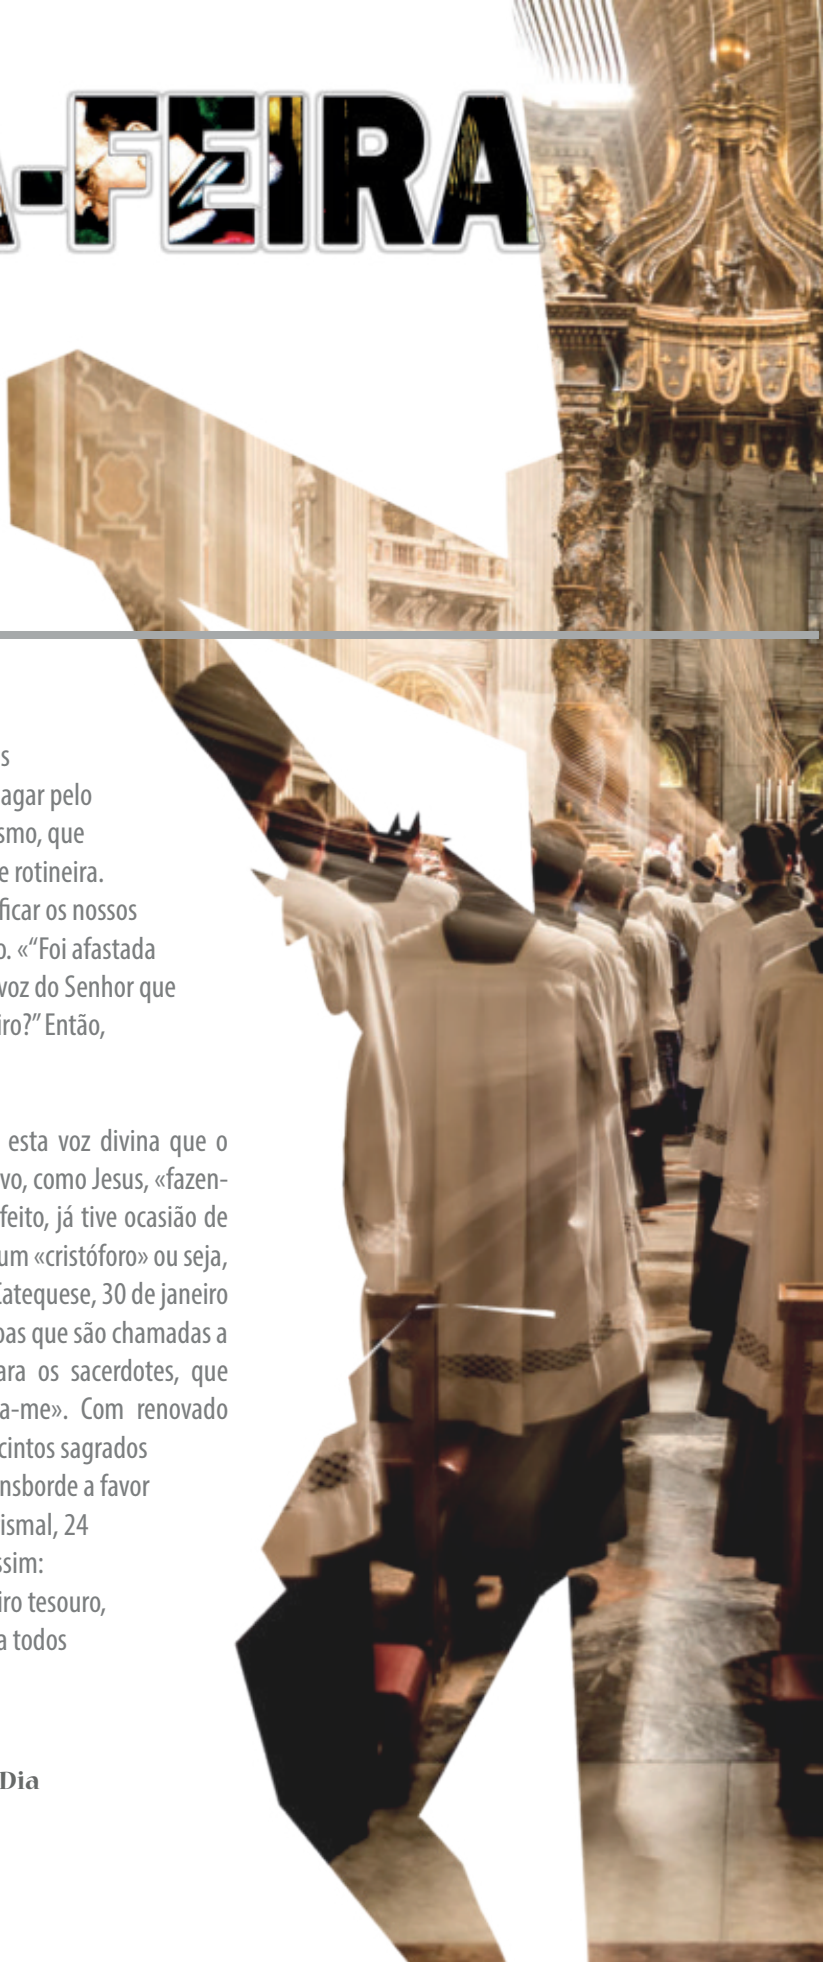 -FEIRA
s
agar pelo
smo, que
e rotineira.
ficar os nossos
o. «“Foi afastada
voz do Senhor que
iro?” Então,
esta voz divina que o
vo, como Jesus, «fazen-
feito, já tive ocasião de
um «cristóforo» ou seja,
Catequese, 30 de janeiro
oas que são chamadas a
ara os sacerdotes, que
a-me». Com renovado
cintos sagrados
nsborde a favor
ismal, 24
ssim:
iro tesouro,
a todos
Dia